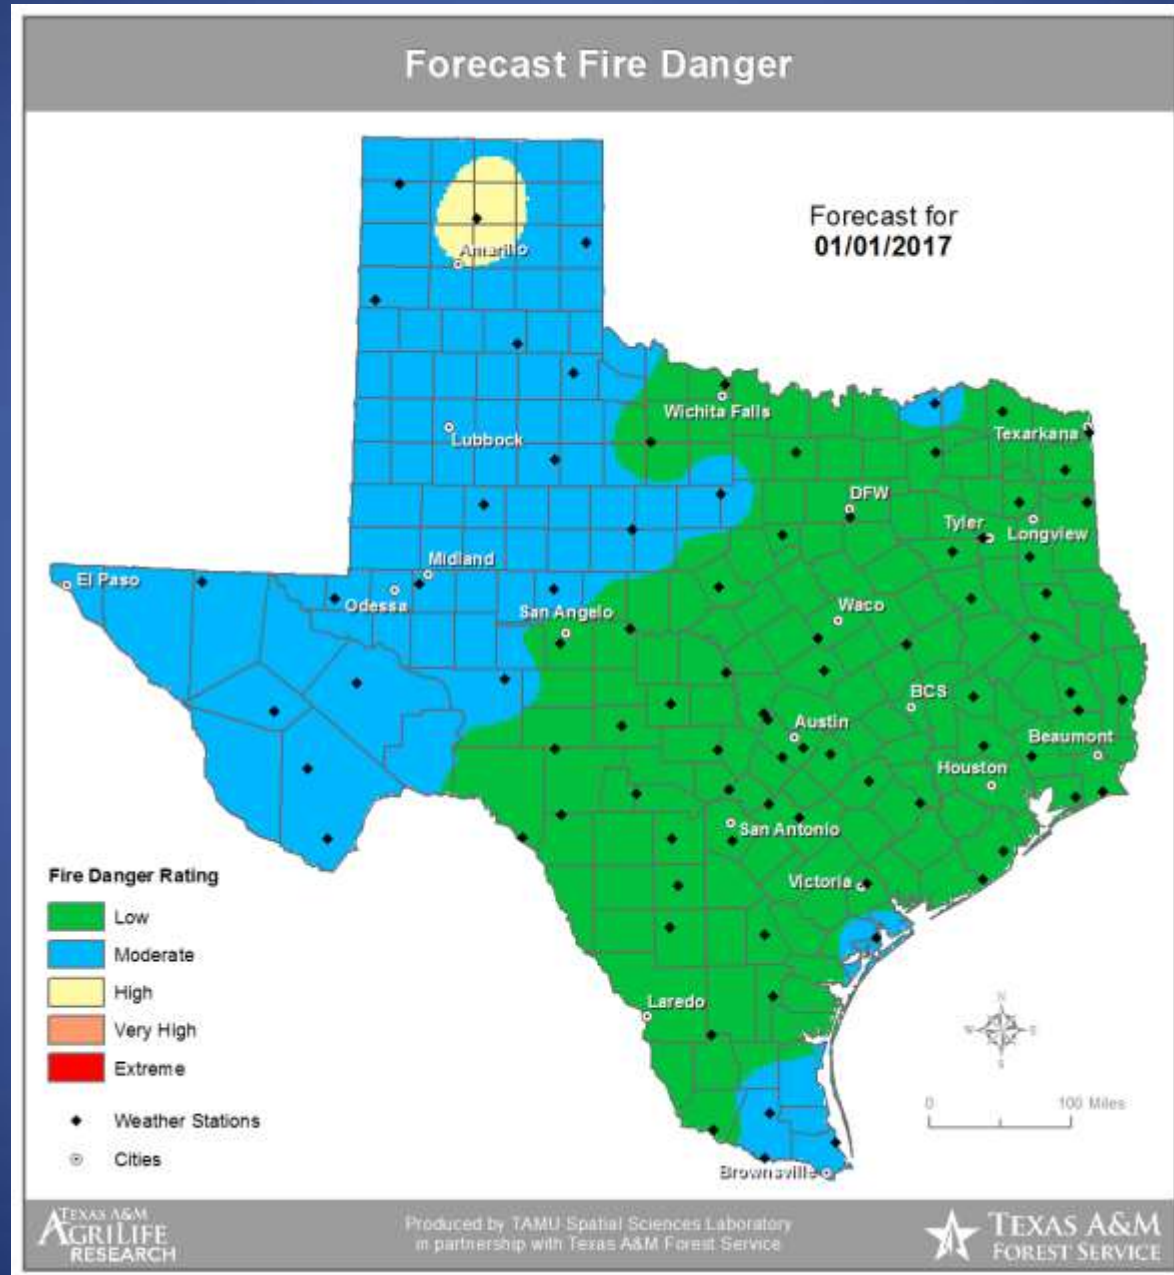 Forecast Fire Danger
Forecast for
01/01/2017
Amarillo
Wichita Falls
Texarkana
Lubbock
DFW
Tyler
Longview
Midland
El Paso
Odessa
San Angelo
Waco
BCS
Austin
Beaumont
Houston
San Antonio
Victoria
Laredo
Brownsville
Fire Danger Rating
Low
Moderate
High
Very High
Extreme
Weather Stations
Cities
N
W E
S
0 100 Miles
TEXAS A&M
AGRILIFE
RESEARCH
Produced by TAMU Spatial Sciences Laboratory
in partnership with Texas A&M Forest Service
TEXAS A&M
FOREST SERVICE